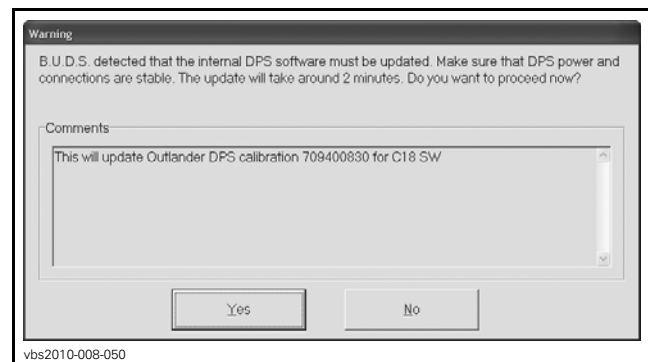 Warning
B.U.D.S. detected that the internal DPS software must be updated. Make sure that DPS power and
connections are stable. The update will take around 2 minutes. Do you want to proceed now?
Comments
This will update Outlander DPS calibration 709400830 for C18 SW
Yes
No
vbs2010-008-050